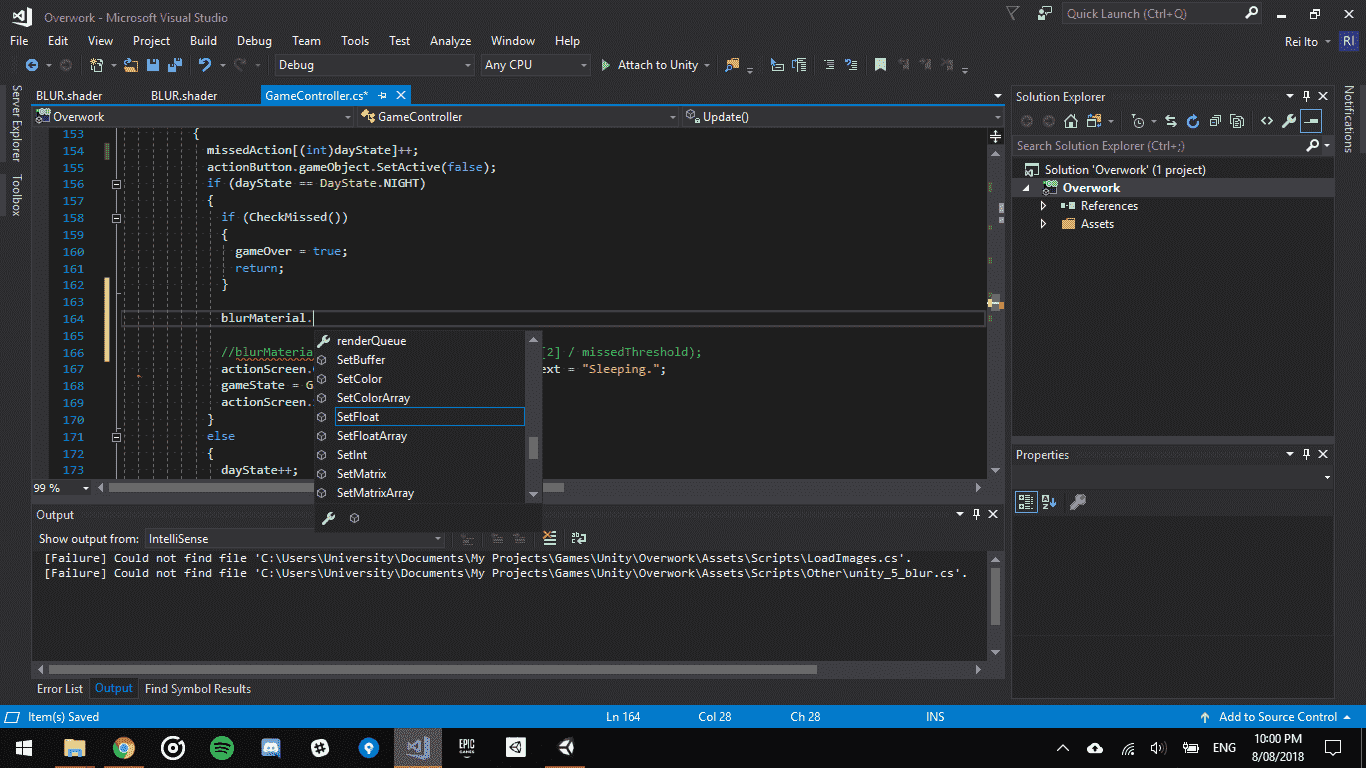 Overwork - Microsoft Visual Studio
Quick Launch (Ctrl+Q)
File Edit View Project Build Debug Team Tools Test Analyze Window Help
Rei Ito RI
Debug Any CPU Attach to Unity
Server Explorer
Toolbox
BLUR.shader BLUR.shader GameController.cs*
Overwork GameController Update()
153 {
154 missedAction[(int)dayState]++;
155 actionButton.gameObject.SetActive(false);
156 if (dayState == DayState.NIGHT)
157 {
158 if (CheckMissed())
159 {
160 gameOver = true;
161 return;
162 }
163
164 blurMaterial.
165
166 //blurMateria [2] / missedThreshold);
167 actionScreen. ext = "Sleeping.";
168 gameState = G
169 actionScreen.
170 }
171 else
172 {
173 dayState++;
renderQueue
SetBuffer
SetColor
SetColorArray
SetFloat
SetFloatArray
SetInt
SetMatrix
SetMatrixArray
99 %
Output
Show output from: IntelliSense
[Failure] Could not find file 'C:\Users\University\Documents\My Projects\Games\Unity\Overwork\Assets\Scripts\LoadImages.cs'.
[Failure] Could not find file 'C:\Users\University\Documents\My Projects\Games\Unity\Overwork\Assets\Scripts\Other\unity_5_blur.cs'.
Error List Output Find Symbol Results
Solution Explorer
Search Solution Explorer (Ctrl+;)
Solution 'Overwork' (1 project)
Overwork
References
Assets
Properties
Notifications
Item(s) Saved Ln 164 Col 28 Ch 28 INS Add to Source Control
EPIC GAMES
ENG
10:00 PM
8/08/2018